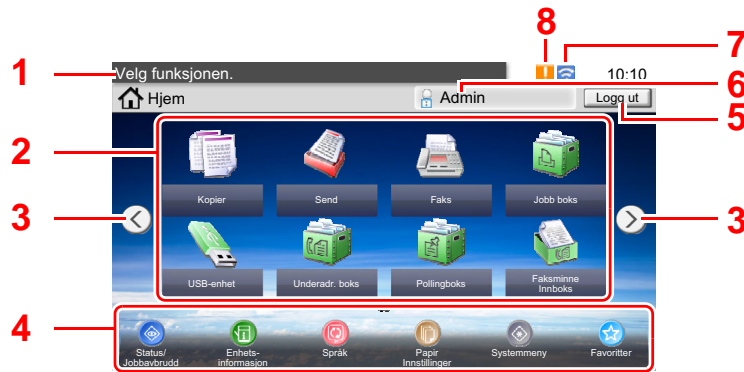 8
7
1
Velg funksjonen.
10:10
6
Hjem
Admin
Logg ut
5
2
Kopier
Send
Faks
Jobb boks
3
3
USB-enhet
Underadr. boks
Pollingboks
Faksminne
Innboks
4
Status/
Jobbavbrudd
Enhets-
informasjon
Språk
Papir
Innstillinger
Systemmeny
Favoritter